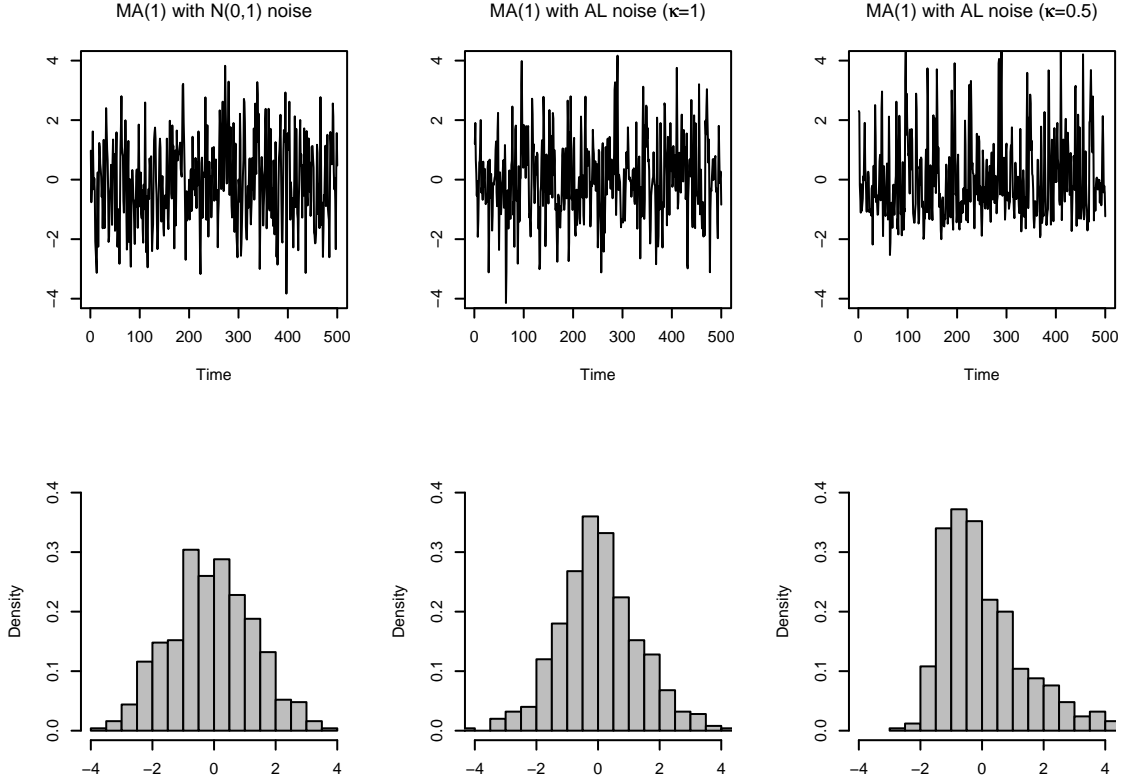 MA(1) with N(0,1) noise
−4 −2 0 2 4
0 100 200 300 400 500
Time
MA(1) with AL noise (κ=1)
−4 −2 0 2 4
0 100 200 300 400 500
Time
MA(1) with AL noise (κ=0.5)
−4 −2 0 2 4
0 100 200 300 400 500
Time
Density
0.0 0.1 0.2 0.3 0.4
−4 −2 0 2 4
Density
0.0 0.1 0.2 0.3 0.4
−4 −2 0 2 4
Density
0.0 0.1 0.2 0.3 0.4
−4 −2 0 2 4